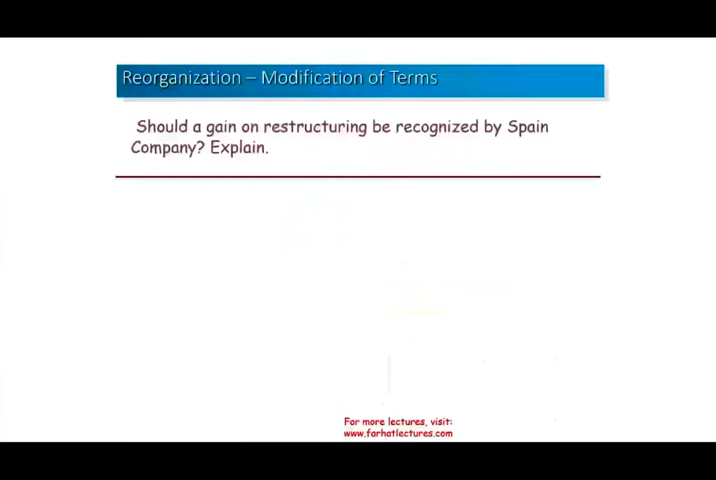 Reorganization – Modification of Terms
Should a gain on restructuring be recognized by Spain
Company? Explain.
For more lectures, visit:
www.farhatlectures.com